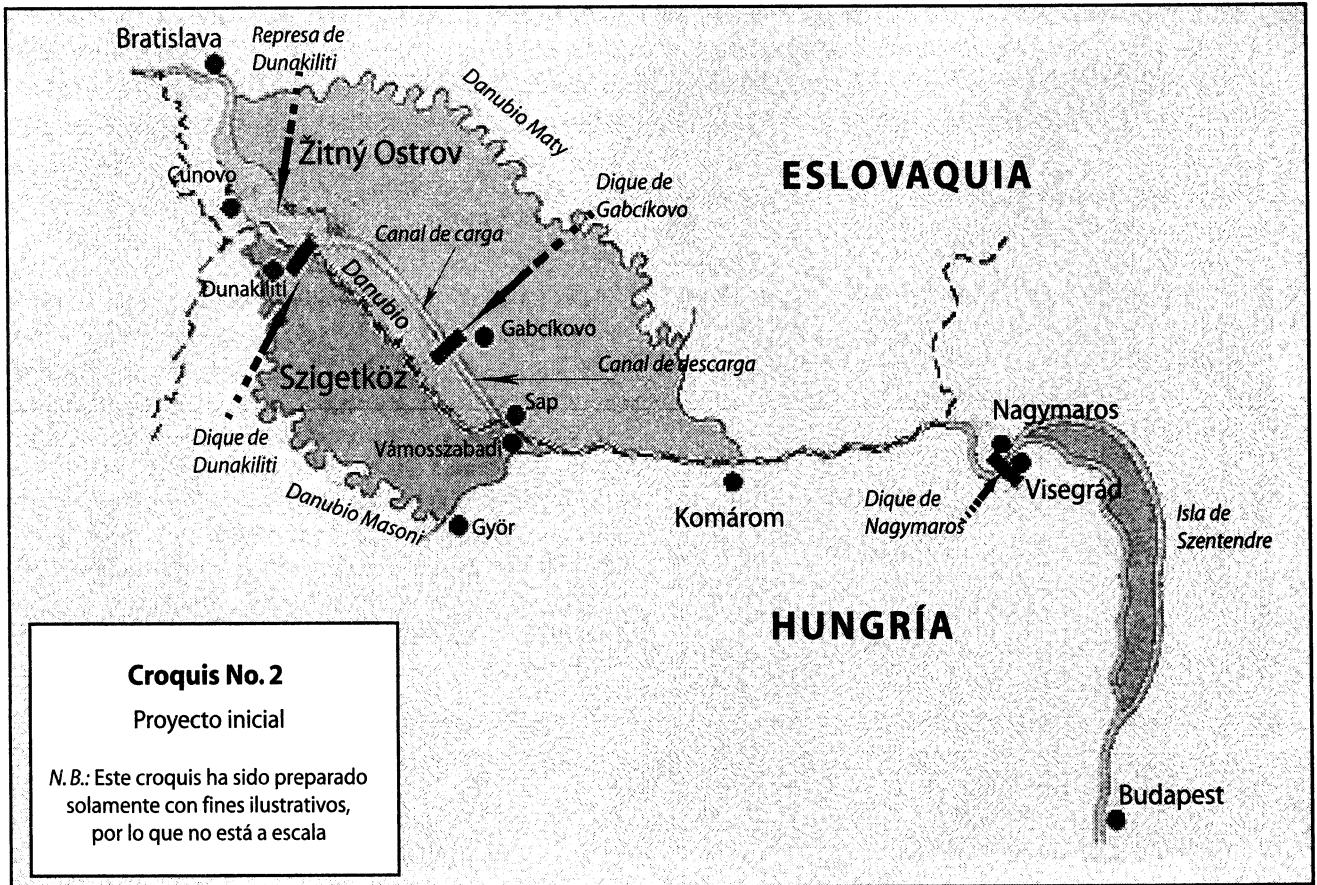 Bratislava
Represa de
Dunakiliti
Danubio Maty
Žitný Ostrov
ESLOVAQUIA
Čunovo
Dique de
Gabcíkovo
Canal de carga
Danubio
Dunakiliti
Gabcíkovo
Canal de descarga
Szigetköz
Sap
Nagymaros
Vámosszabadi
Dique de
Dunakiliti
Visegrád
Dique de
Nagymaros
Danubio Masoni
Györ
Komárom
Isla de
Szentendre
HUNGRÍA
Croquis No. 2
Proyecto inicial
N. B.: Este croquis ha sido preparado
solamente con fines ilustrativos,
por lo que no está a escala
Budapest